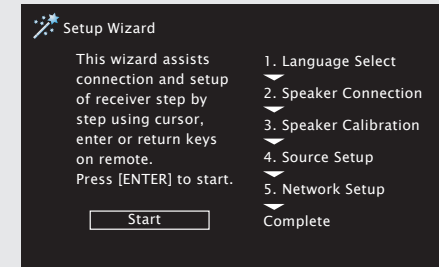 Setup Wizard
This wizard assists
connection and setup
of receiver step by
step using cursor,
enter or return keys
on remote.
Press [ENTER] to start.
Start
1. Language Select
2. Speaker Connection
3. Speaker Calibration
4. Source Setup
5. Network Setup
Complete